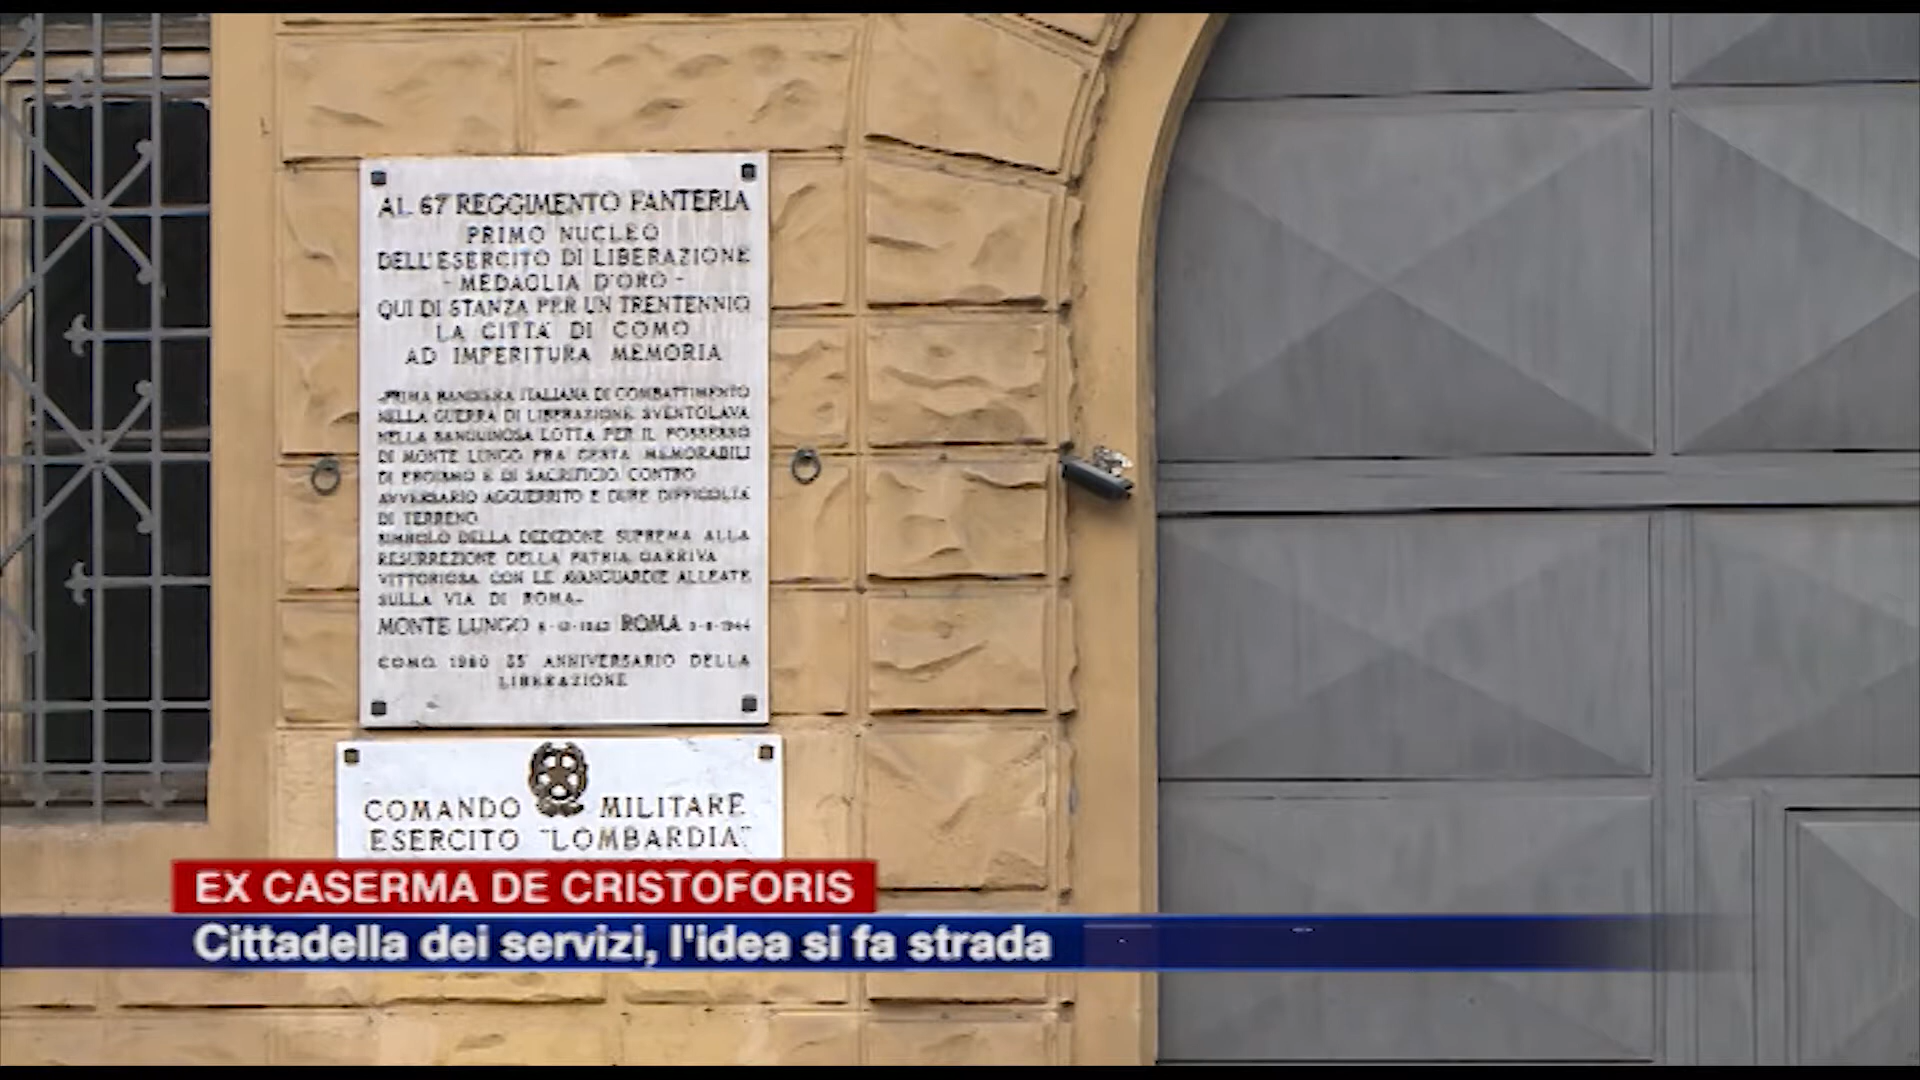 AL 67° REGGIMENTO FANTERIA
PRIMO NUCLEO
DELL'ESERCITO DI LIBERAZIONE
- MEDAGLIA D'ORO -
QUI DI STANZA PER UN TRENTENNIO
LA CITTA' DI COMO
AD IMPERITURA MEMORIA
"PRIMA BANDIERA ITALIANA DI COMBATTIMENTO
NELLA GUERRA DI LIBERAZIONE SVENTOLAVA
NELLA SANGUINOSA LOTTA PER IL POSSESSO
DI MONTE LUNGO FRA GESTA MEMORABILI
DI EROISMO E DI SACRIFICIO CONTRO
AVVERSARIO AGGUERRITO E DURE DIFFICOLTA'
DI TERRENO
SIMBOLO DELLA DEDIZIONE SUPREMA ALLA
RESURREZIONE DELLA PATRIA GARRIVA
VITTORIOSA CON LE AVANGUARDIE ALLEATE
SULLA VIA DI ROMA"
MONTE LUNGO ROMA
COMO 1980 35° ANNIVERSARIO DELLA
LIBERAZIONE
COMANDO MILITARE
ESERCITO "LOMBARDIA"
EX CASERMA DE CRISTOFORIS
Cittadella dei servizi, l'idea si fa strada